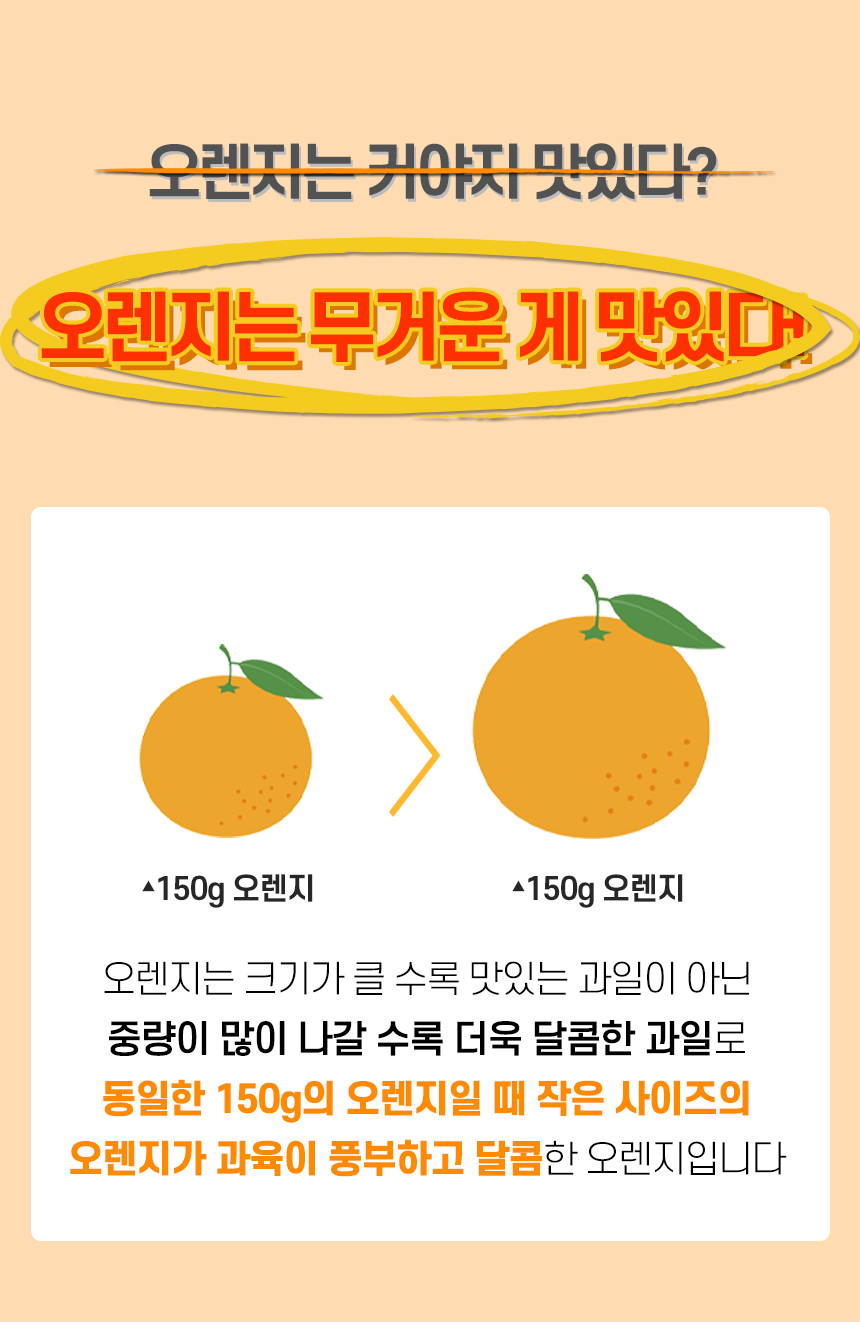 오렌지는 커야지 맛있다?
오렌지는 무거운 게 맛있다!
▲150g 오렌지
▲150g 오렌지
오렌지는 크기가 클 수록 맛있는 과일이 아닌
중량이 많이 나갈 수록 더욱 달콤한 과일로
동일한 150g의 오렌지일 때 작은 사이즈의
오렌지가 과육이 풍부하고 달콤한 오렌지입니다